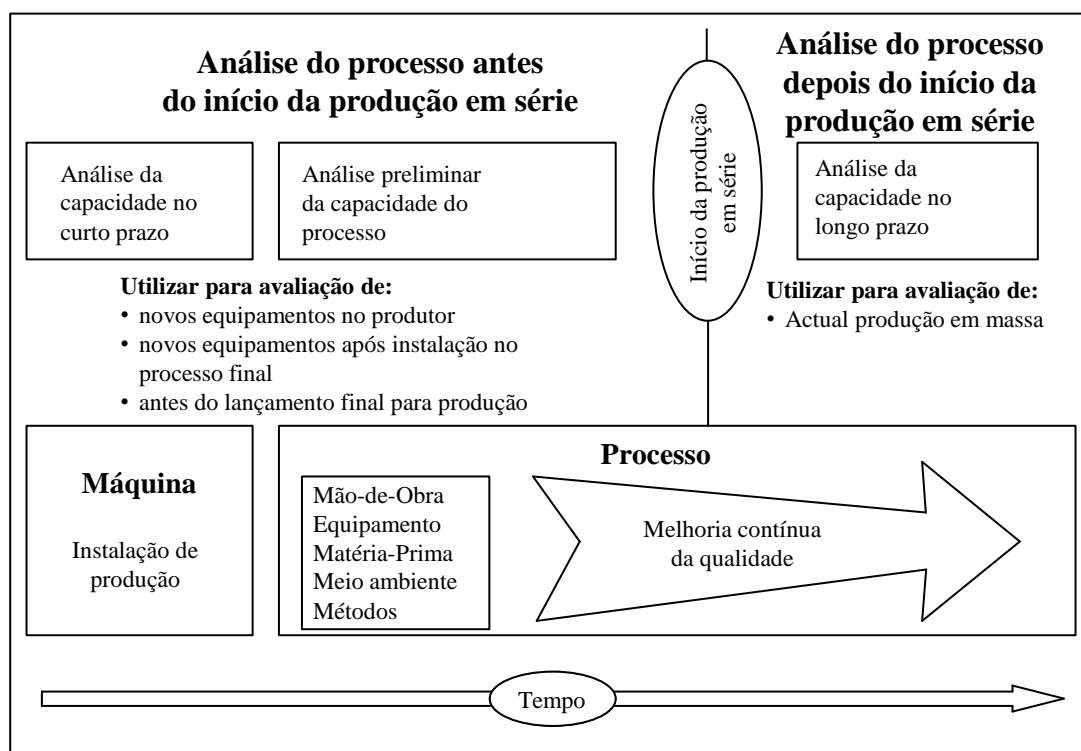 Análise do processo antes
do início da produção em série
Análise da
capacidade no
curto prazo
Análise preliminar
da capacidade do
processo
Utilizar para avaliação de:
• novos equipamentos no produtor
• novos equipamentos após instalação no
processo final
• antes do lançamento final para produção
Início da produção
em série
Análise do processo
depois do início da
produção em série
Análise da
capacidade no
longo prazo
Utilizar para avaliação de:
• Actual produção em massa
Máquina
Instalação de
produção
Processo
Mão-de-Obra
Equipamento
Matéria-Prima
Meio ambiente
Métodos
Melhoria contínua
da qualidade
Tempo